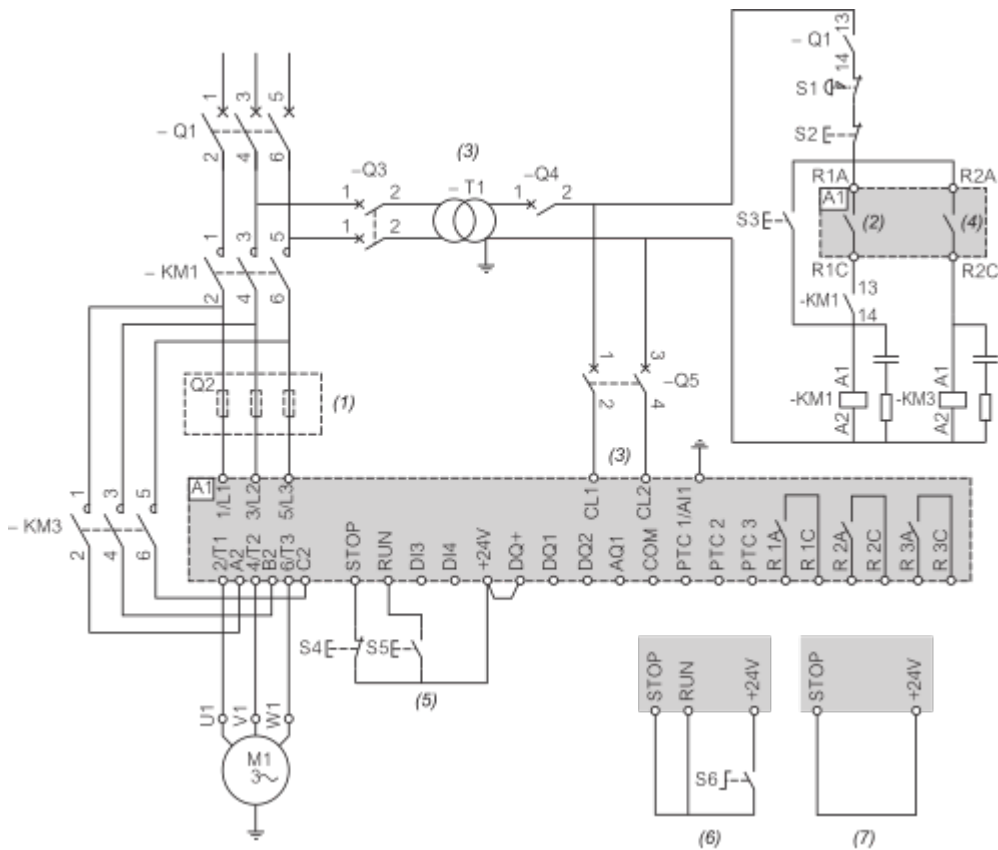 1 3 5
– Q1
2 4 6
–Q3
1 2
1 2
(3)
– T1
–Q4
1 2
13
– Q1
14
S1
S2
R1A R2A
A1
S3
(2) (4)
R1C R2C
13
-KM1
14
A1 A1
-KM1 -KM3
A2 A2
1 3 5
– KM1
2 4 6
Q2
(1)
1 3
–Q5
2 4
(3)
1 3 5
– KM3
2 4 6
A1
1/L1 3/L2 5/L3
CL1 CL2
2/T1 A2 4/T2 B2 6/T3 C2
STOP RUN DI3 DI4 +24V DQ+ DQ1 DQ2 AQ1 COM PTC 1/AI1 PTC 2 PTC 3 R 1A R 1C R 2A R 2C R 3A R 3C
S4 S5
(5)
U1 V1 W1
M1
3~
STOP RUN +24V
S6
(6)
STOP +24V
(7)